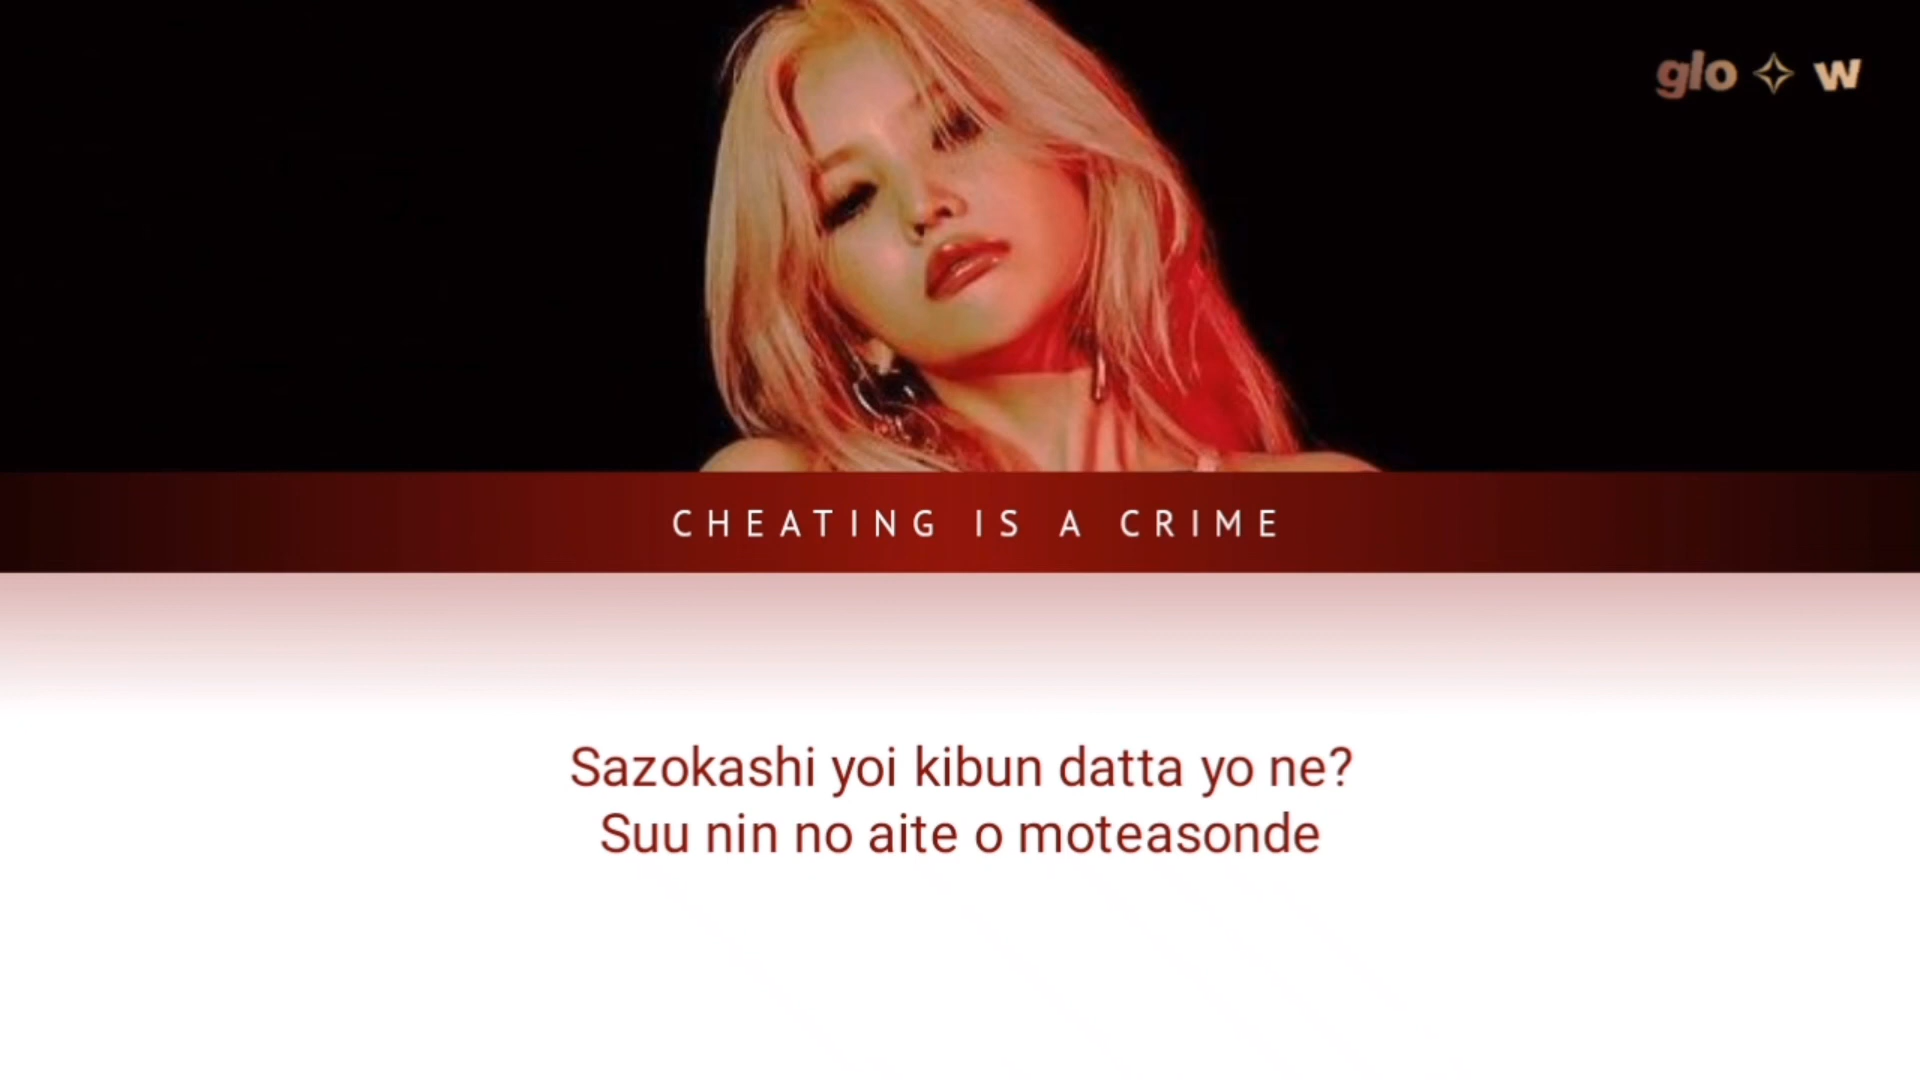 glo w
CHEATING IS A CRIME
Sazokashi yoi kibun datta yo ne?
Suu nin no aite o moteasonde